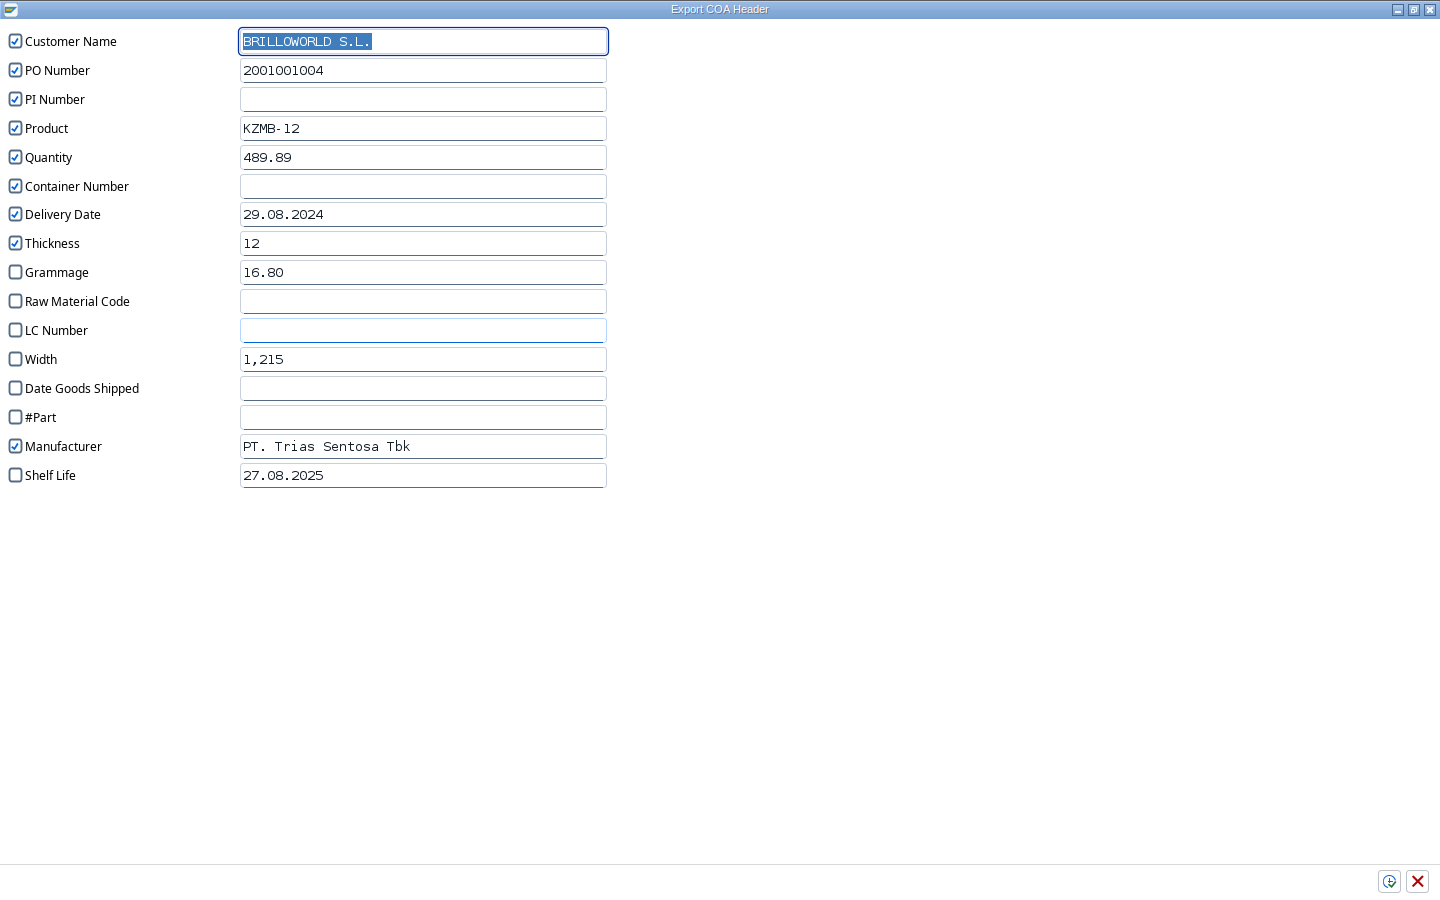 Export COA Header
Customer Name BRILLOWORLD S.L.
PO Number 2001001004
PI Number
Product KZMB-12
Quantity 489.89
Container Number
Delivery Date 29.08.2024
Thickness 12
Grammage 16.80
Raw Material Code
LC Number
Width 1,215
Date Goods Shipped
#Part
Manufacturer PT. Trias Sentosa Tbk
Shelf Life 27.08.2025